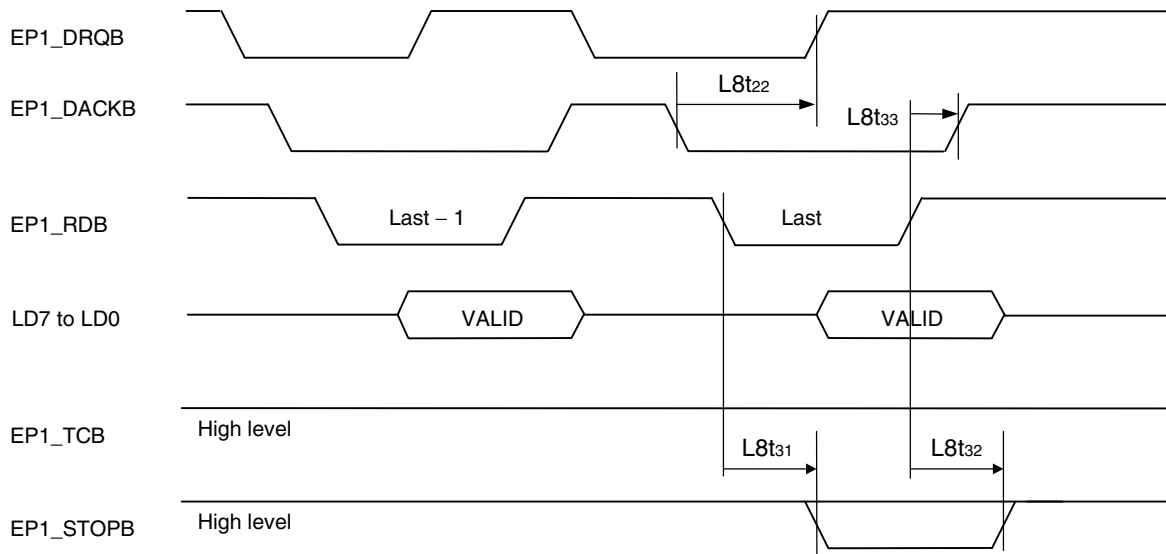 EP1_DRQB
L8t22
EP1_DACKB
L8t33
EP1_RDB
Last – 1
Last
LD7 to LD0
VALID
VALID
EP1_TCB
High level
L8t31
L8t32
EP1_STOPB
High level